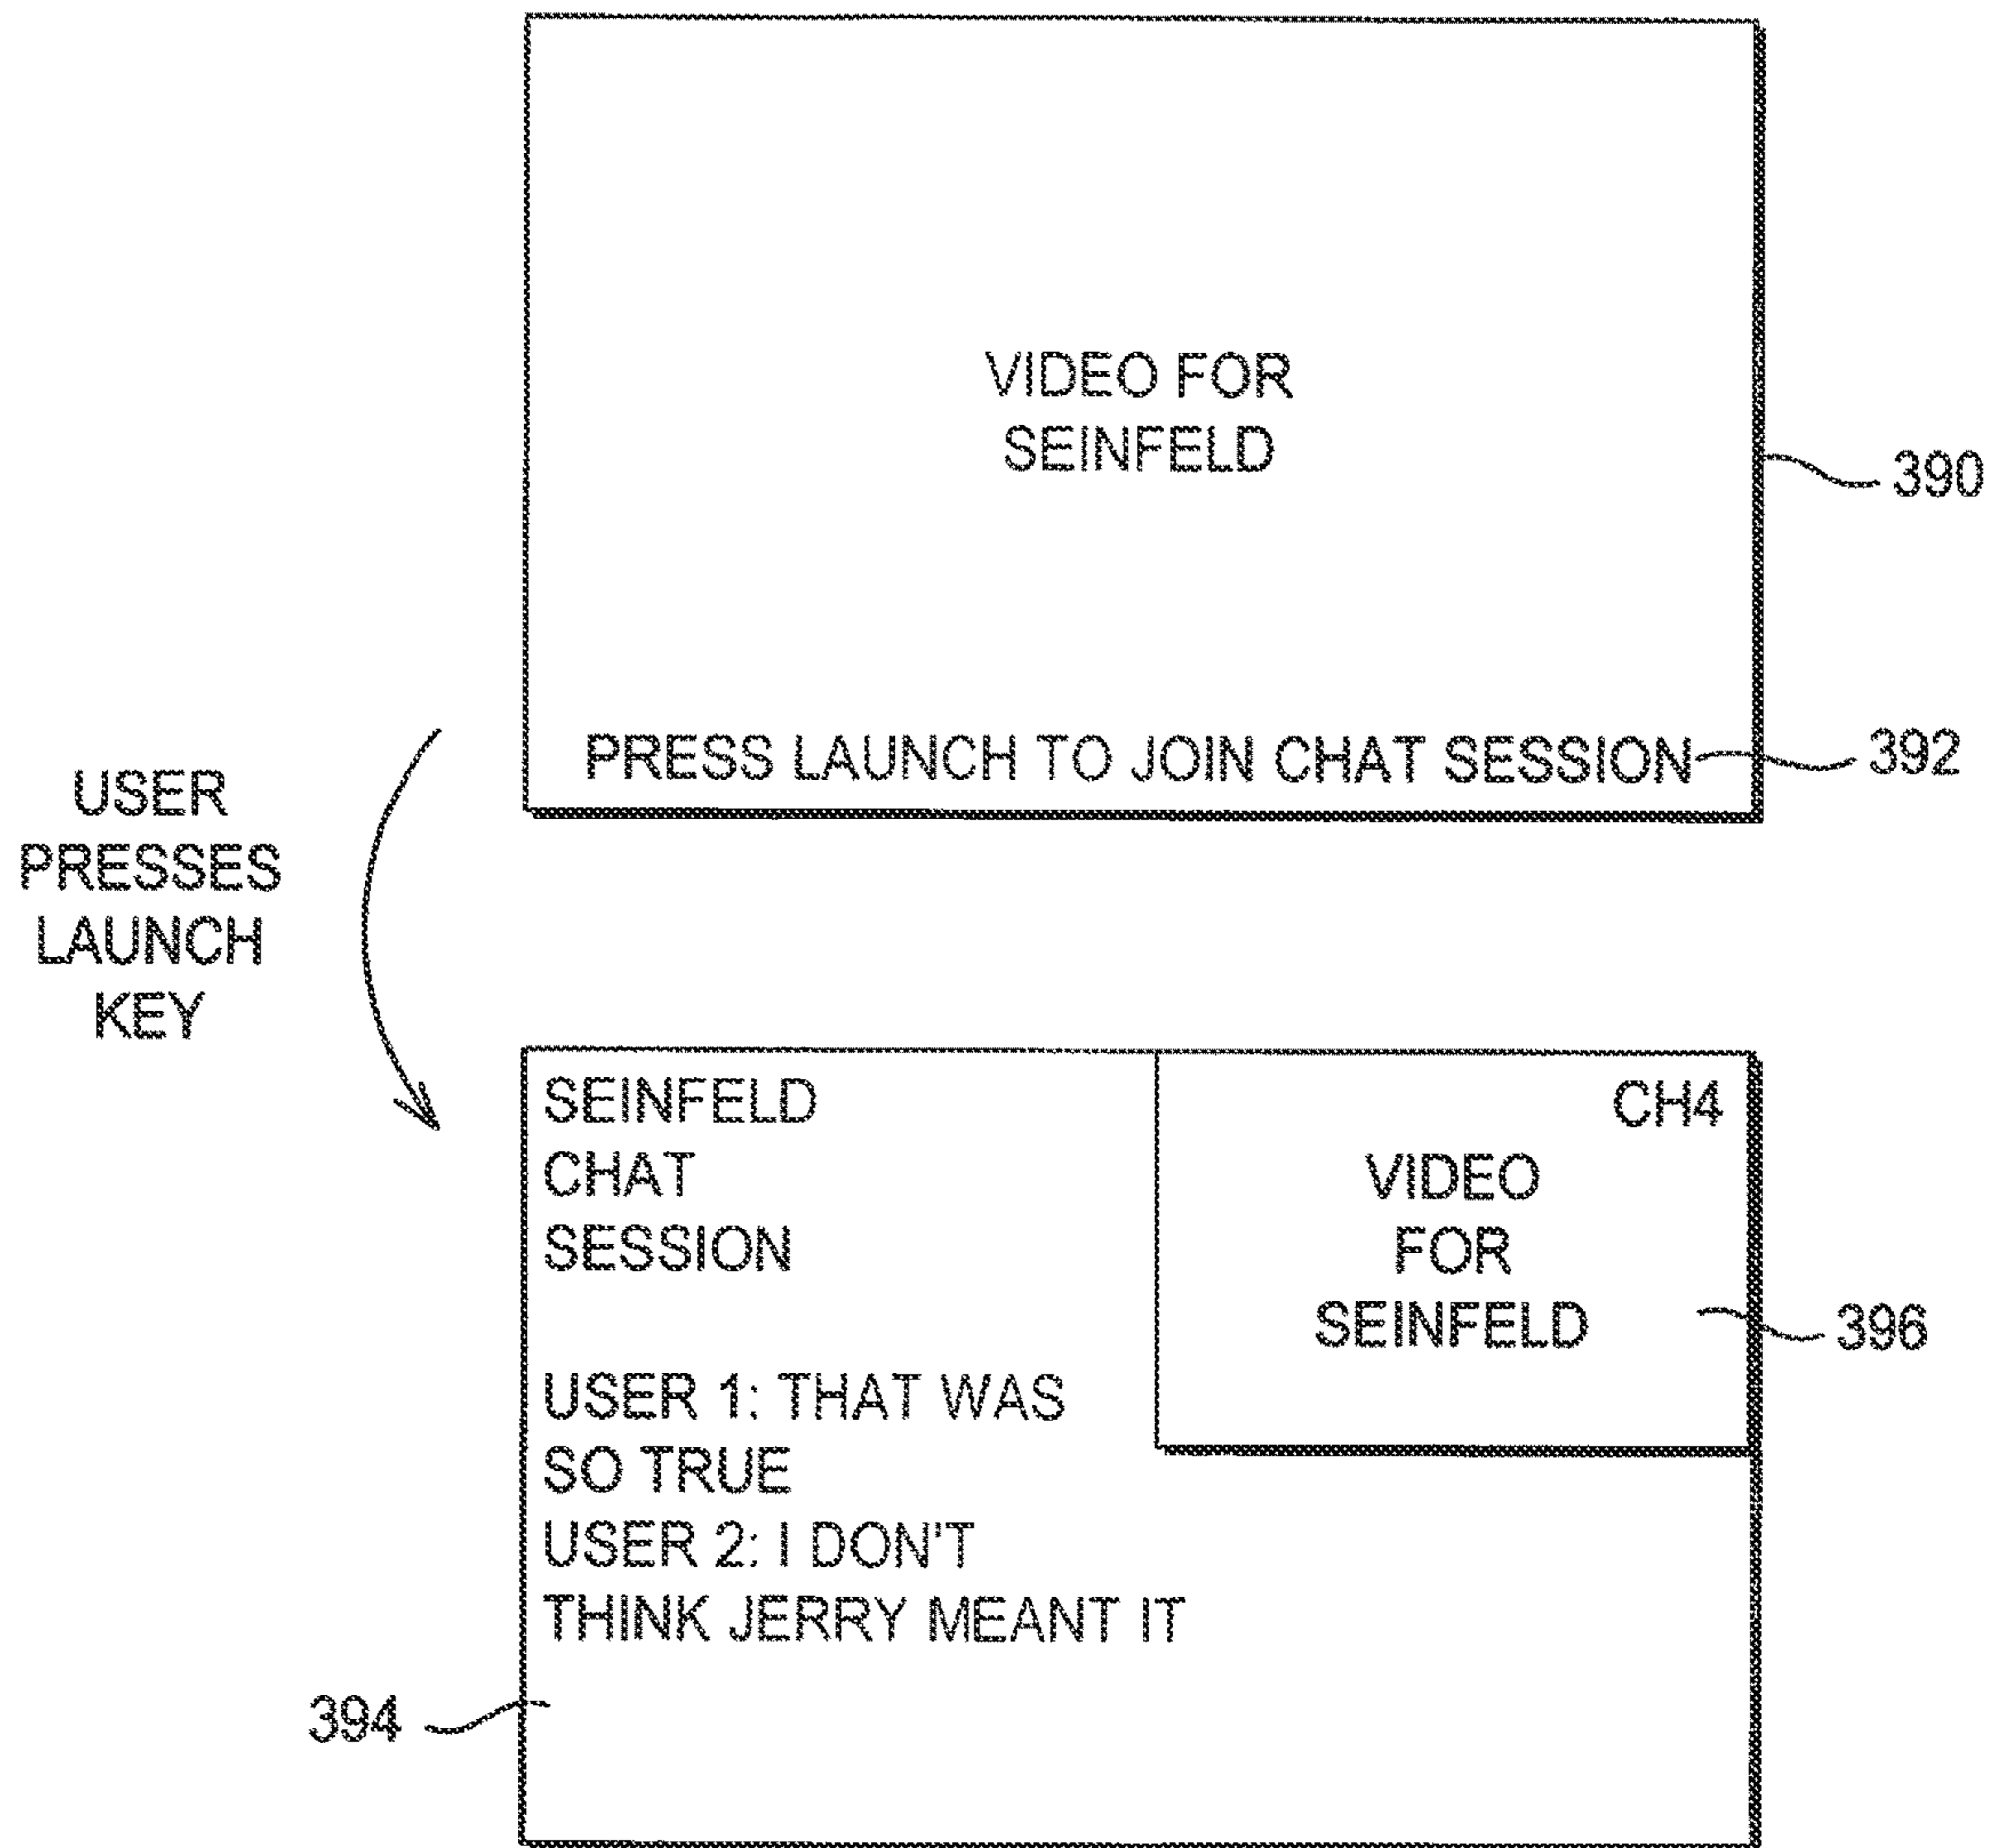 VIDEO FOR
SEINFELD
390
PRESS LAUNCH TO JOIN CHAT SESSION
392
USER
PRESSES
LAUNCH
KEY
SEINFELD
CHAT
SESSION
USER 1: THAT WAS
SO TRUE
USER 2: I DON'T
THINK JERRY MEANT IT
394
CH4
VIDEO
FOR
SEINFELD
396